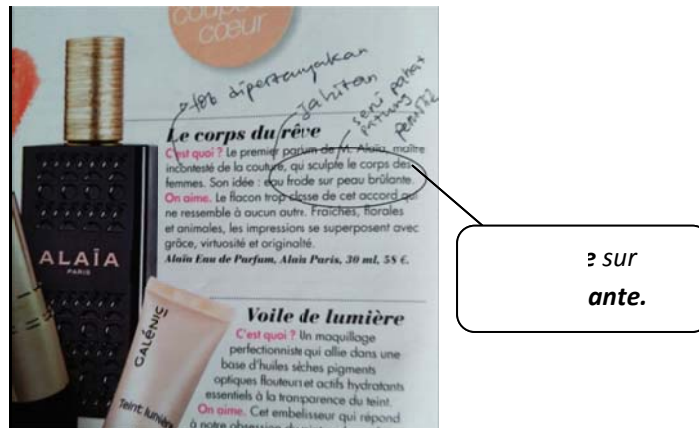 coup
cœur
tdk dipertanyakan
Jahitan
seni pahat
patung
Le corps du rêve
C'est quoi ? Le premier parfum de M. Alaïa, maître
incontesté de la couture, qui sculpte le corps des
femmes. Son idée : eau froide sur peau brûlante.
On aime. Le flacon trop classe de cet accord qui
ne ressemble à aucun autre. Fraîches, florales
et animales, les impressions se superposent avec
grâce, virtuosité et originalité.
Alaïa Eau de Parfum, Alaïa Paris, 30 ml, 58 €.
ALAÏA
PARIS
e sur
ante.
Voile de lumière
C'est quoi ? Un maquillage
perfectionniste qui allie dans une
base d'huiles sèches pigments
optiques flouteurs et actifs hydratants
essentiels à la transparence du teint.
On aime. Cet embellisseur qui répond
à notre obsession du
GALÉNIC
Teint lumière